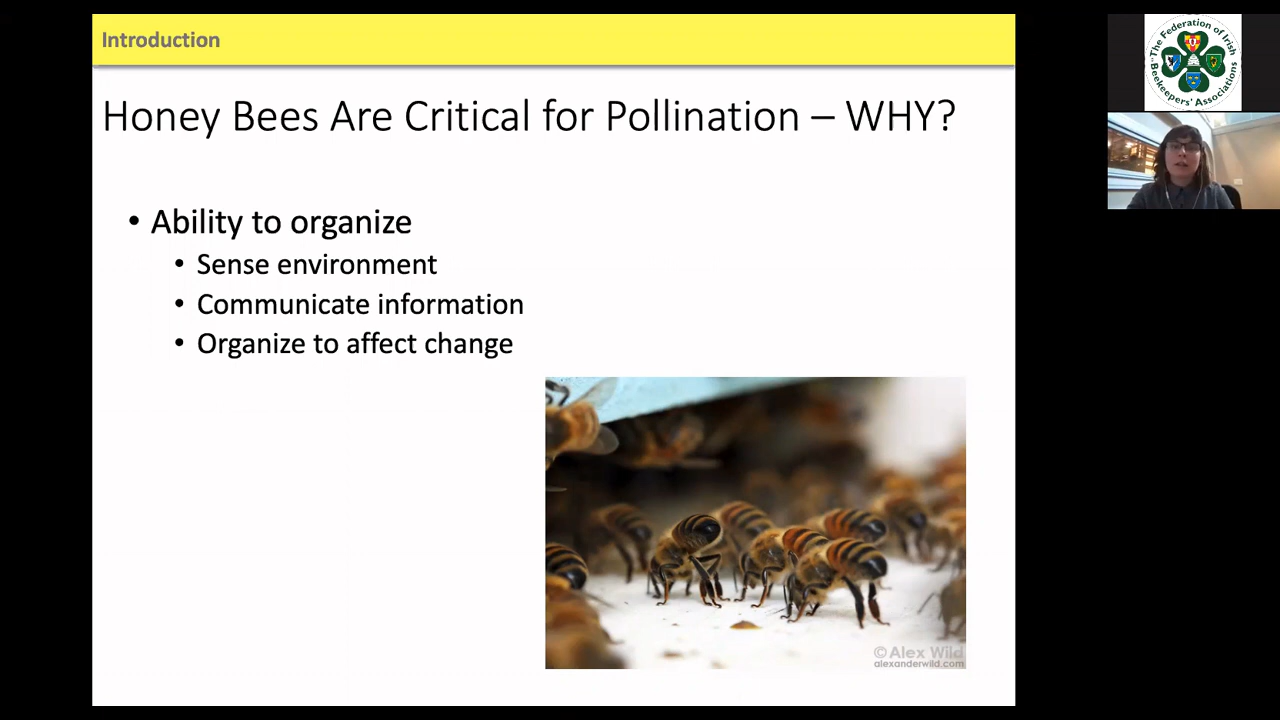 Introduction
Honey Bees Are Critical for Pollination – WHY?
• Ability to organize
• Sense environment
• Communicate information
• Organize to affect change
©Alex Wild
alexanderwild.com
The Federation of Irish
Beekeepers' Associations